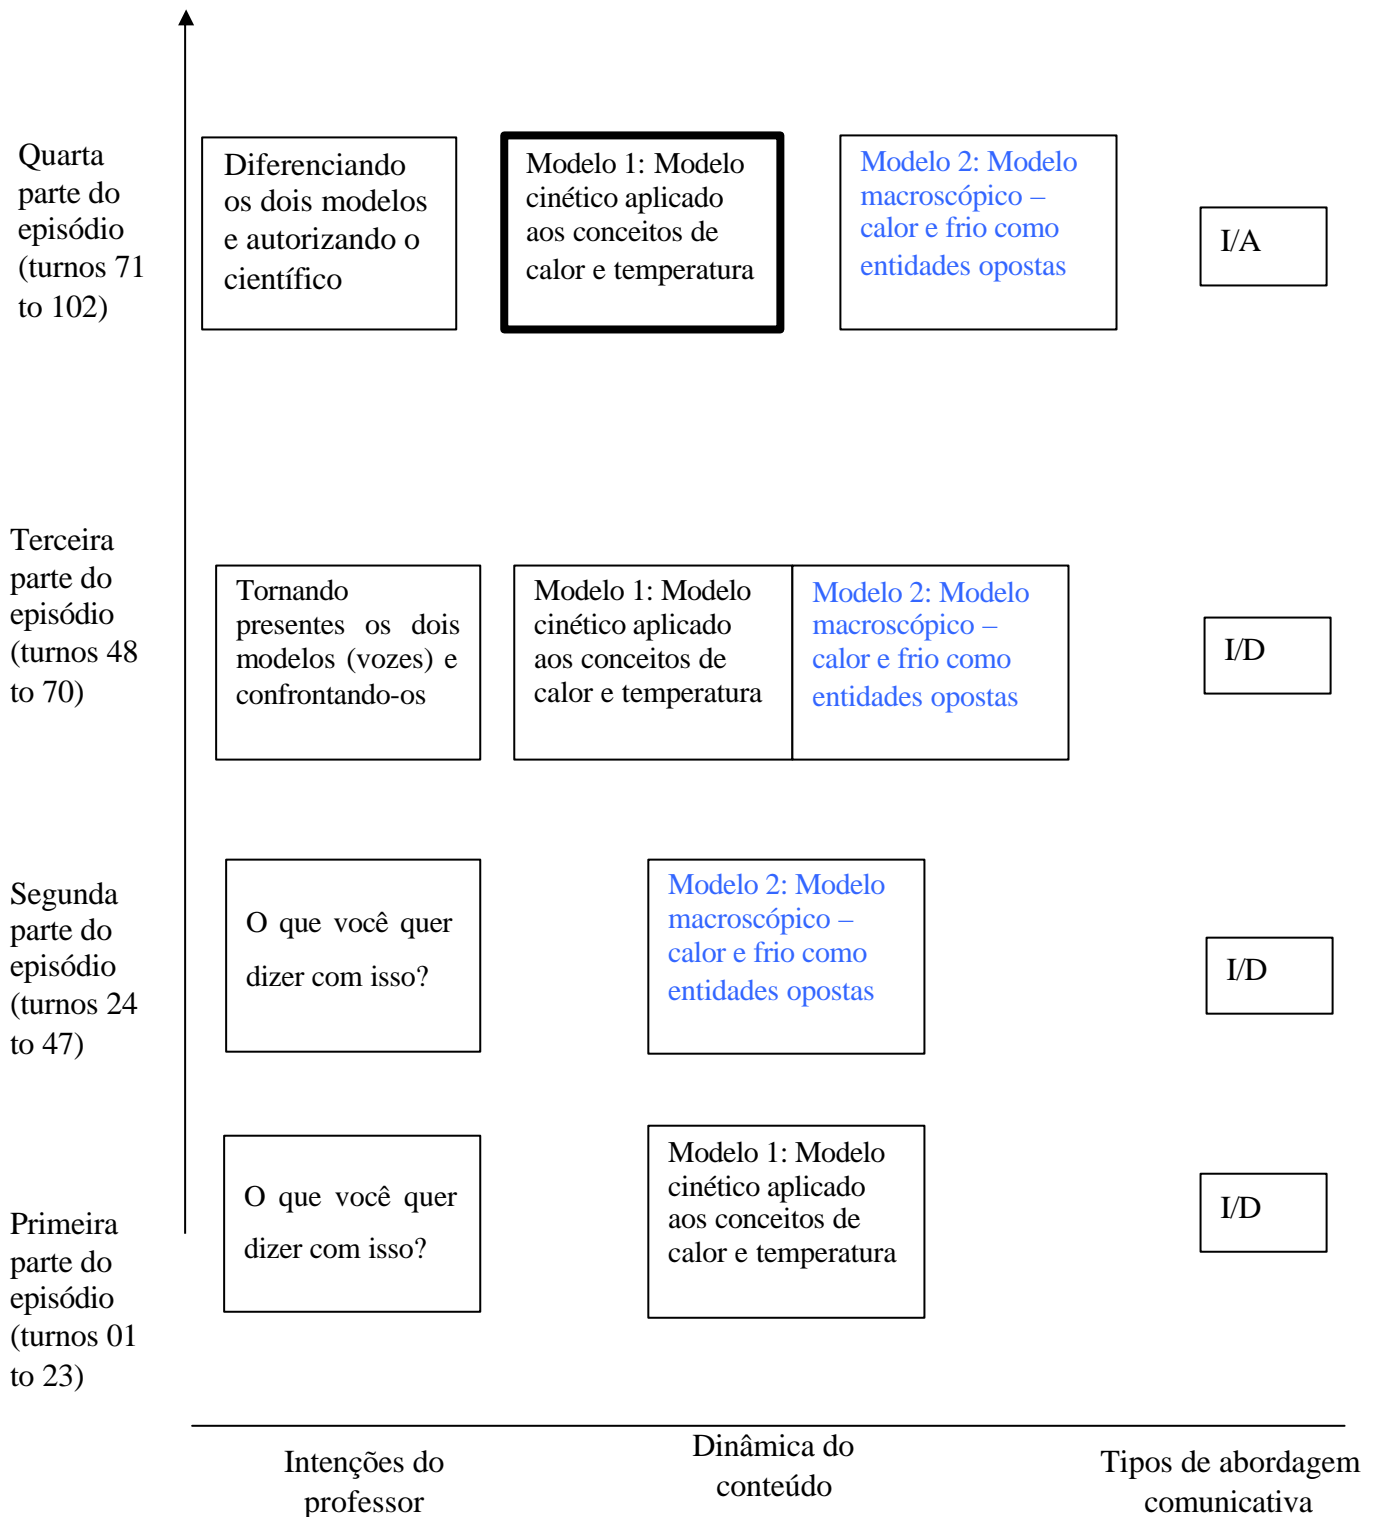 Quarta
parte do
episódio
(turnos 71
to 102)
Diferenciando
os dois modelos
e autorizando o
científico
Modelo 1: Modelo
cinético aplicado
aos conceitos de
calor e temperatura
Modelo 2: Modelo
macroscópico –
calor e frio como
entidades opostas
I/A
Terceira
parte do
episódio
(turnos 48
to 70)
Tornando
presentes os dois
modelos (vozes) e
confrontando-os
Modelo 1: Modelo
cinético aplicado
aos conceitos de
calor e temperatura
Modelo 2: Modelo
macroscópico –
calor e frio como
entidades opostas
I/D
Segunda
parte do
episódio
(turnos 24
to 47)
O que você quer
dizer com isso?
Modelo 2: Modelo
macroscópico –
calor e frio como
entidades opostas
I/D
Primeira
parte do
episódio
(turnos 01
to 23)
O que você quer
dizer com isso?
Modelo 1: Modelo
cinético aplicado
aos conceitos de
calor e temperatura
I/D
Intenções do
professor
Dinâmica do
conteúdo
Tipos de abordagem
comunicativa